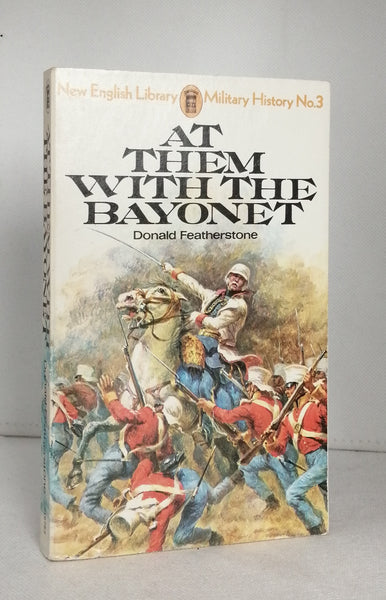 New English Library Military History No.3
AT
THEM
WITH THE
BAYONET
Donald Featherstone